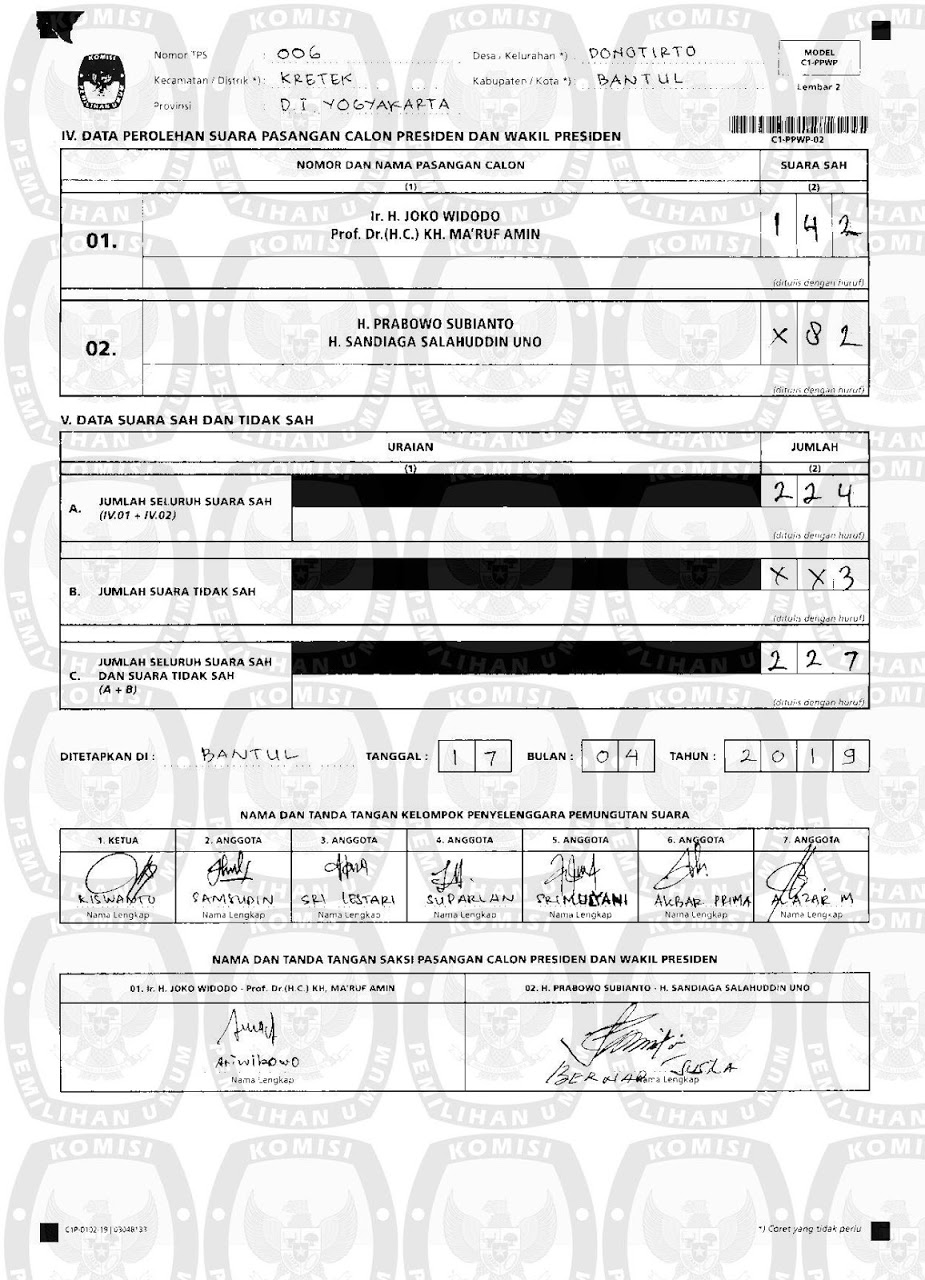 KOMISI
PEMILIHAN UMUM
Nomor TPS : 006
Desa / Kelurahan *) : DONOTIRTO
MODEL
C1-PPWP
Kecamatan / Distrik *) : KRETEK
Kabupaten / Kota *) : BANTUL
Lembar 2
Provinsi : D.I. YOGYAKARTA
C1-PPWP-02
IV. DATA PEROLEHAN SUARA PASANGAN CALON PRESIDEN DAN WAKIL PRESIDEN
NOMOR DAN NAMA PASANGAN CALON SUARA SAH
(1) (2)
01. Ir. H. JOKO WIDODO
Prof. Dr.(H.C.) KH. MA'RUF AMIN
1 4 2
(ditulis dengan huruf)
02. H. PRABOWO SUBIANTO
H. SANDIAGA SALAHUDDIN UNO
X 8 2
(ditulis dengan huruf)
V. DATA SUARA SAH DAN TIDAK SAH
URAIAN JUMLAH
(1) (2)
A. JUMLAH SELURUH SUARA SAH
(IV.01 + IV.02)
2 2 4
(ditulis dengan huruf)
B. JUMLAH SUARA TIDAK SAH
X X 3
(ditulis dengan huruf)
C. JUMLAH SELURUH SUARA SAH
DAN SUARA TIDAK SAH
(A + B)
2 2 7
(ditulis dengan huruf)
DITETAPKAN DI : BANTUL TANGGAL : 1 7 BULAN : 0 4 TAHUN : 2 0 1 9
NAMA DAN TANDA TANGAN KELOMPOK PENYELENGGARA PEMUNGUTAN SUARA
1. KETUA 2. ANGGOTA 3. ANGGOTA 4. ANGGOTA 5. ANGGOTA 6. ANGGOTA 7. ANGGOTA
KISWANTO SAMSUDIN SRI LESTARI SUPARLAN SRIMULYANI AKBAR PRIMA ALAZAR M
Nama Lengkap Nama Lengkap Nama Lengkap Nama Lengkap Nama Lengkap Nama Lengkap Nama Lengkap
NAMA DAN TANDA TANGAN SAKSI PASANGAN CALON PRESIDEN DAN WAKIL PRESIDEN
01. Ir. H. JOKO WIDODO - Prof. Dr.(H.C.) KH. MA'RUF AMIN 02. H. PRABOWO SUBIANTO - H. SANDIAGA SALAHUDDIN UNO
Ariwibowo
Nama Lengkap
BERNAB SUSILA
Nama Lengkap
*) Coret yang tidak perlu